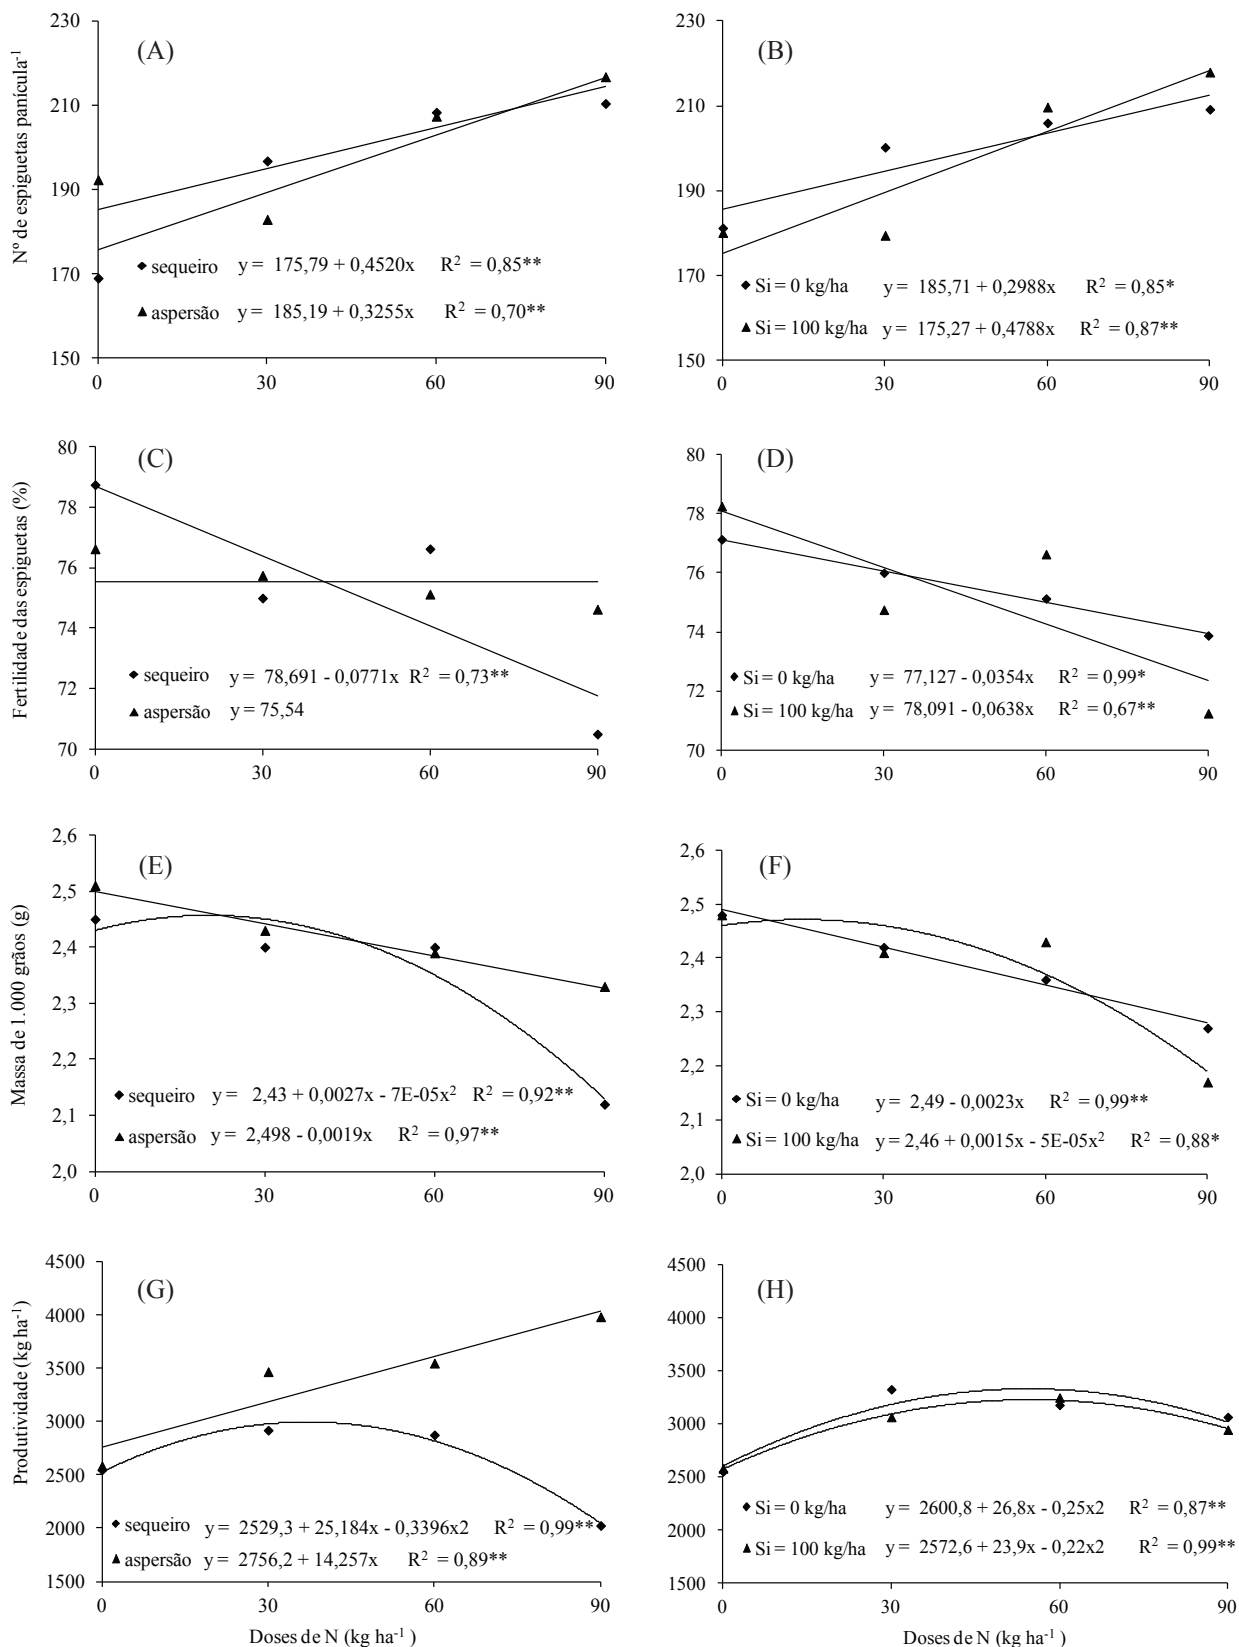 (A)
Nº de espiguetas panícula-1
230
210
190
170
150
0 30 60 90
sequeiro y = 175,79 + 0,4520x R2 = 0,85**
aspersão y = 185,19 + 0,3255x R2 = 0,70**
(B)
230
210
190
170
150
0 30 60 90
Si = 0 kg/ha y = 185,71 + 0,2988x R2 = 0,85*
Si = 100 kg/ha y = 175,27 + 0,4788x R2 = 0,87**
(C)
Fertilidade das espiguetas (%)
80
78
76
74
72
70
0 30 60 90
sequeiro y = 78,691 - 0,0771x R2 = 0,73**
aspersão y = 75,54
(D)
80
78
76
74
72
70
0 30 60 90
Si = 0 kg/ha y = 77,127 - 0,0354x R2 = 0,99*
Si = 100 kg/ha y = 78,091 - 0,0638x R2 = 0,67**
(E)
Massa de 1.000 grãos (g)
2,6
2,5
2,4
2,3
2,2
2,1
2,0
0 30 60 90
sequeiro y = 2,43 + 0,0027x - 7E-05x2 R2 = 0,92**
aspersão y = 2,498 - 0,0019x R2 = 0,97**
(F)
2,6
2,5
2,4
2,3
2,2
2,1
2,0
0 30 60 90
Si = 0 kg/ha y = 2,49 - 0,0023x R2 = 0,99**
Si = 100 kg/ha y = 2,46 + 0,0015x - 5E-05x2 R2 = 0,88*
(G)
Produtividade (kg ha-1)
4500
4000
3500
3000
2500
2000
1500
0 30 60 90
sequeiro y = 2529,3 + 25,184x - 0,3396x2 R2 = 0,99**
aspersão y = 2756,2 + 14,257x R2 = 0,89**
Doses de N (kg ha-1)
(H)
4500
4000
3500
3000
2500
2000
1500
0 30 60 90
Si = 0 kg/ha y = 2600,8 + 26,8x - 0,25x2 R2 = 0,87**
Si = 100 kg/ha y = 2572,6 + 23,9x - 0,22x2 R2 = 0,99**
Doses de N (kg ha-1)